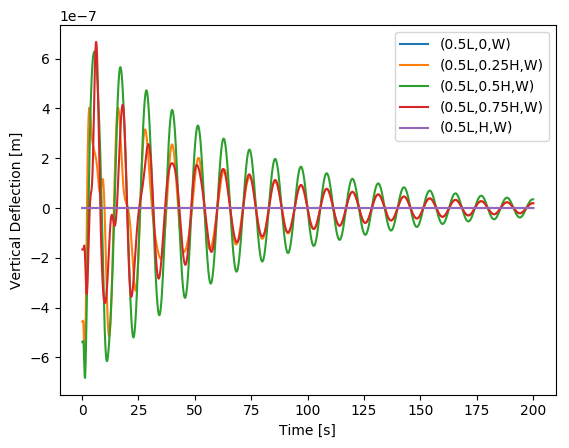 1e−7
6
4
2
0
−2
−4
−6
Vertical Deflection [m]
(0.5L,0,W)
(0.5L,0.25H,W)
(0.5L,0.5H,W)
(0.5L,0.75H,W)
(0.5L,H,W)
0 25 50 75 100 125 150 175 200
Time [s]